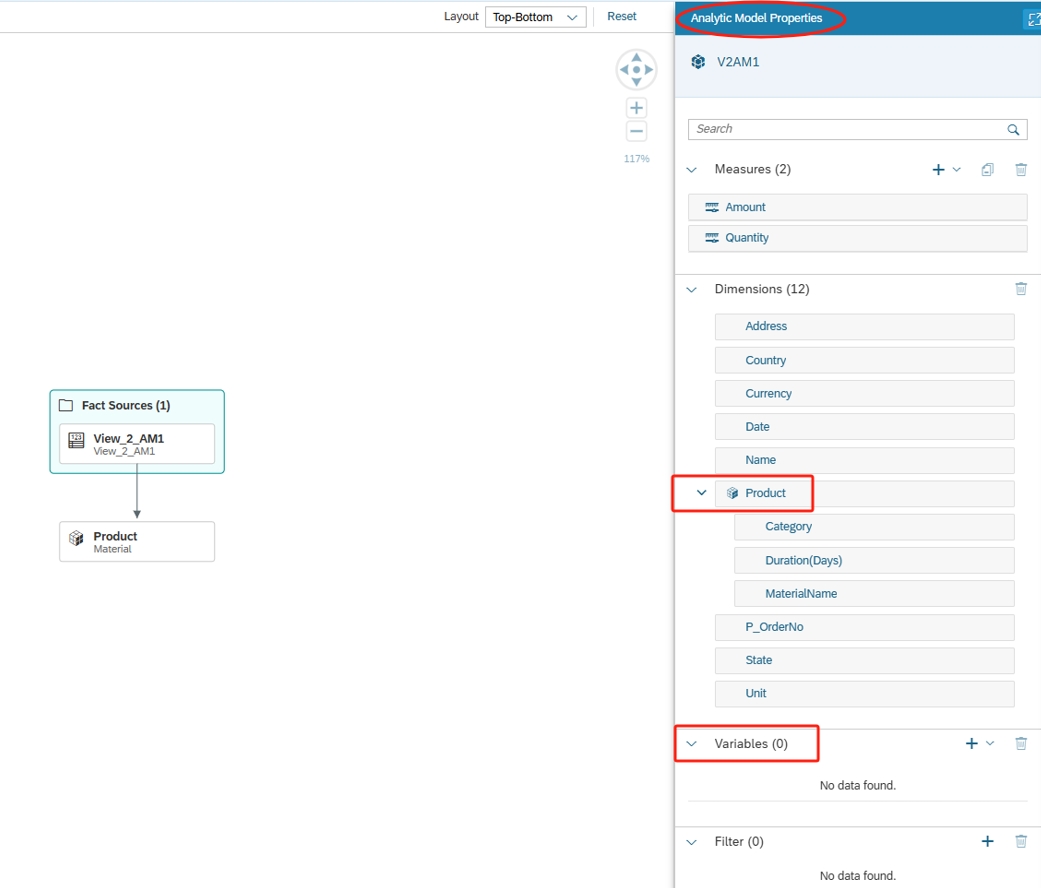 Layout Top-Bottom Reset
117%
Fact Sources (1)
123
View_2_AM1
View_2_AM1
Product
Material
Analytic Model Properties
V2AM1
Search
Measures (2)
Amount
Quantity
Dimensions (12)
Address
Country
Currency
Date
Name
Product
Category
Duration(Days)
MaterialName
P_OrderNo
State
Unit
Variables (0)
No data found.
Filter (0)
No data found.